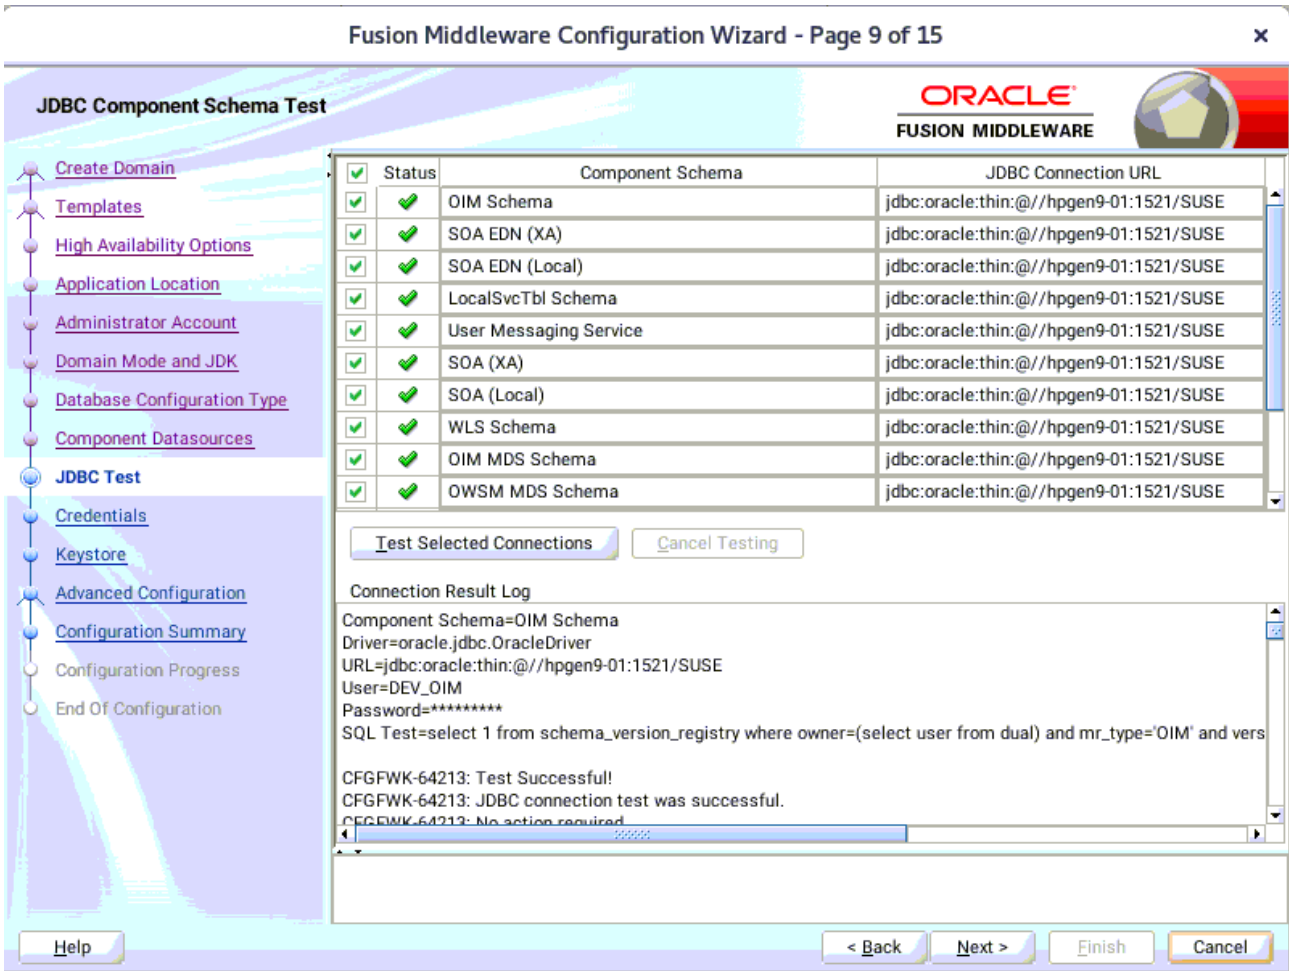 Fusion Middleware Configuration Wizard - Page 9 of 15
JDBC Component Schema Test
ORACLE
FUSION MIDDLEWARE
Create Domain
Templates
High Availability Options
Application Location
Administrator Account
Domain Mode and JDK
Database Configuration Type
Component Datasources
JDBC Test
Credentials
Keystore
Advanced Configuration
Configuration Summary
Configuration Progress
End Of Configuration
Status Component Schema JDBC Connection URL
OIM Schema jdbc:oracle:thin:@//hpgen9-01:1521/SUSE
SOA EDN (XA) jdbc:oracle:thin:@//hpgen9-01:1521/SUSE
SOA EDN (Local) jdbc:oracle:thin:@//hpgen9-01:1521/SUSE
LocalSvcTbl Schema jdbc:oracle:thin:@//hpgen9-01:1521/SUSE
User Messaging Service jdbc:oracle:thin:@//hpgen9-01:1521/SUSE
SOA (XA) jdbc:oracle:thin:@//hpgen9-01:1521/SUSE
SOA (Local) jdbc:oracle:thin:@//hpgen9-01:1521/SUSE
WLS Schema jdbc:oracle:thin:@//hpgen9-01:1521/SUSE
OIM MDS Schema jdbc:oracle:thin:@//hpgen9-01:1521/SUSE
OWSM MDS Schema jdbc:oracle:thin:@//hpgen9-01:1521/SUSE
Test Selected Connections Cancel Testing
Connection Result Log
Component Schema=OIM Schema
Driver=oracle.jdbc.OracleDriver
URL=jdbc:oracle:thin:@//hpgen9-01:1521/SUSE
User=DEV_OIM
Password=*********
SQL Test=select 1 from schema_version_registry where owner=(select user from dual) and mr_type='OIM' and vers
CFGFWK-64213: Test Successful!
CFGFWK-64213: JDBC connection test was successful.
CFGFWK-64213: No action required
Help < Back Next > Finish Cancel